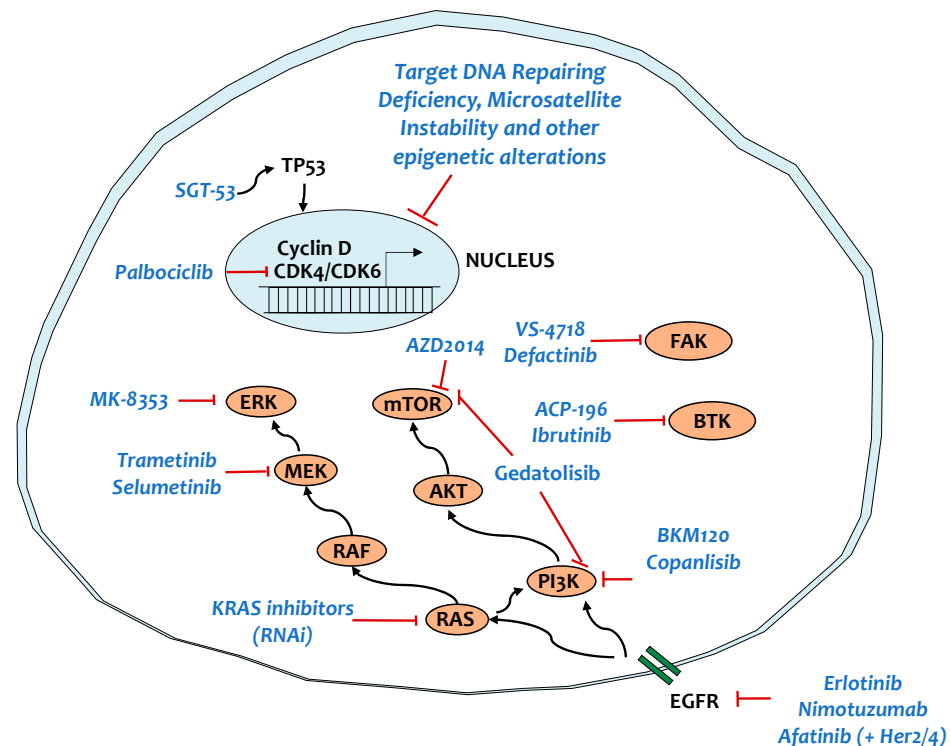 Target DNA Repairing
Deficiency, Microsatellite
Instability and other
epigenetic alterations
TP53
SGT-53
Cyclin D
CDK4/CDK6
NUCLEUS
Palbociclib
VS-4718
Defactinib
FAK
AZD2014
MK-8353
ERK
mTOR
ACP-196
Ibrutinib
BTK
Trametinib
Selumetinib
MEK
Gedatolisib
AKT
RAF
BKM120
Copanlisib
PI3K
KRAS inhibitors
(RNAi)
RAS
EGFR
Erlotinib
Nimotuzumab
Afatinib (+ Her2/4)